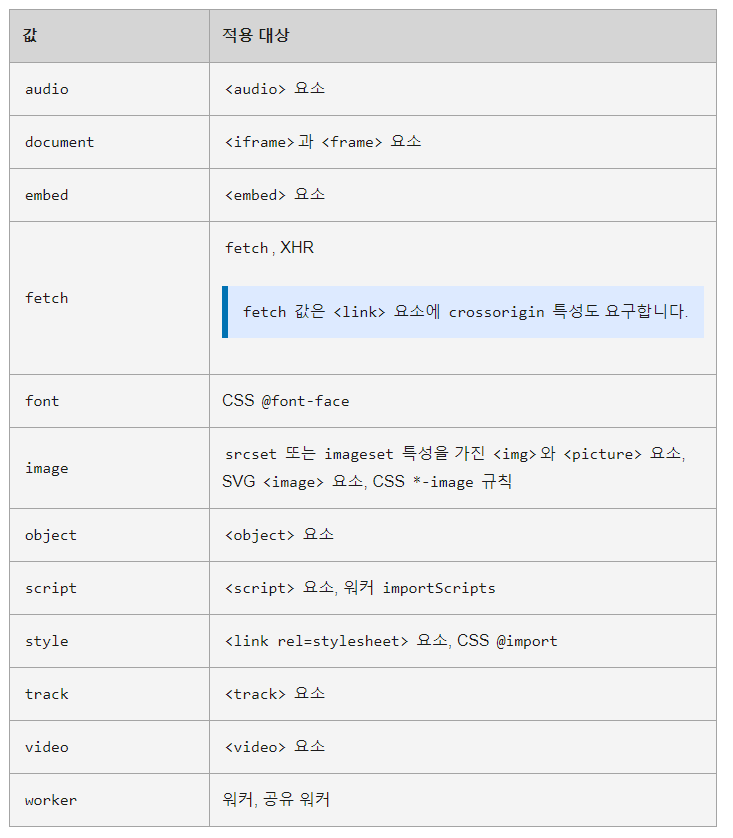 값 적용 대상
audio <audio> 요소
document <iframe>과 <frame> 요소
embed <embed> 요소
fetch, XHR
fetch
fetch 값은 <link> 요소에 crossorigin 특성도 요구합니다.
font CSS @font-face
image
srcset 또는 imageset 특성을 가진 <img>와 <picture> 요소,
SVG <image> 요소, CSS *-image 규칙
object <object> 요소
script <script> 요소, 워커 importScripts
style <link rel=stylesheet> 요소, CSS @import
track <track> 요소
video <video> 요소
worker 워커, 공유 워커